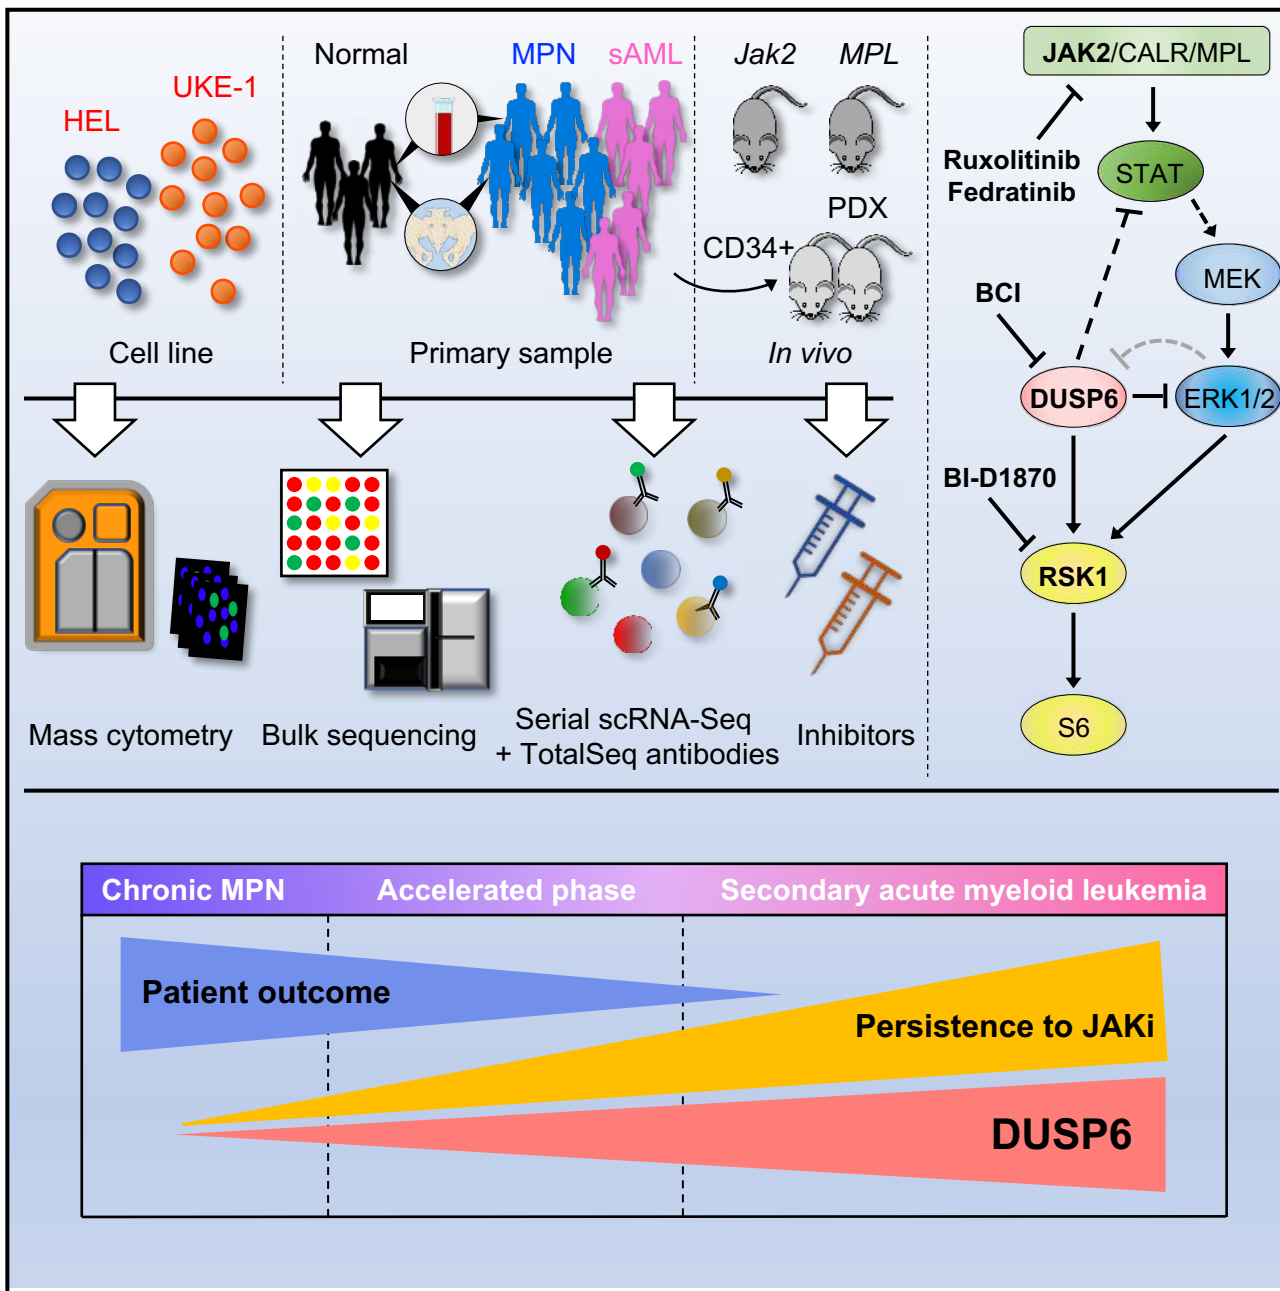 HEL
UKE-1
Cell line
Normal
MPN
sAML
Primary sample
Jak2
MPL
PDX
CD34+
In vivo
Mass cytometry
Bulk sequencing
Serial scRNA-Seq
+ TotalSeq antibodies
Inhibitors
JAK2/CALR/MPL
Ruxolitinib
Fedratinib
STAT
MEK
BCI
DUSP6
ERK1/2
BI-D1870
RSK1
S6
Chronic MPN
Accelerated phase
Secondary acute myeloid leukemia
Patient outcome
Persistence to JAKi
DUSP6